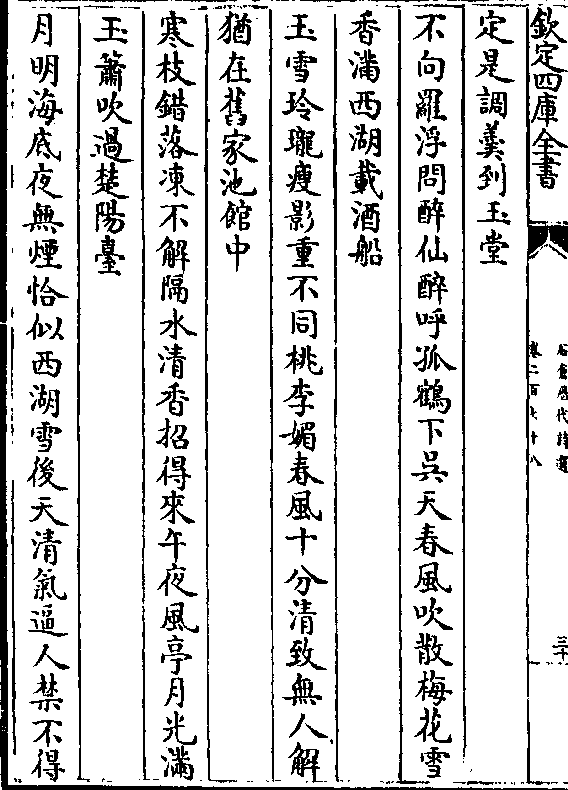 欽定四庫全書
石倉歷代詩選
卷二百六十八
三十
定是調羹到玉堂
不向羅浮問醉仙醉呼孤鶴下吳天春風吹散梅花雪
香滿西湖載酒船
玉雪玲瓏瘦影重不同桃李媚春風十分清致無人解
猶在舊家池館中
寒枝錯落凍不解隔水清香招得來午夜風亭月光滿
玉簫吹過楚陽臺
月明海底夜無煙恰似西湖雪後天清氣逼人禁不得